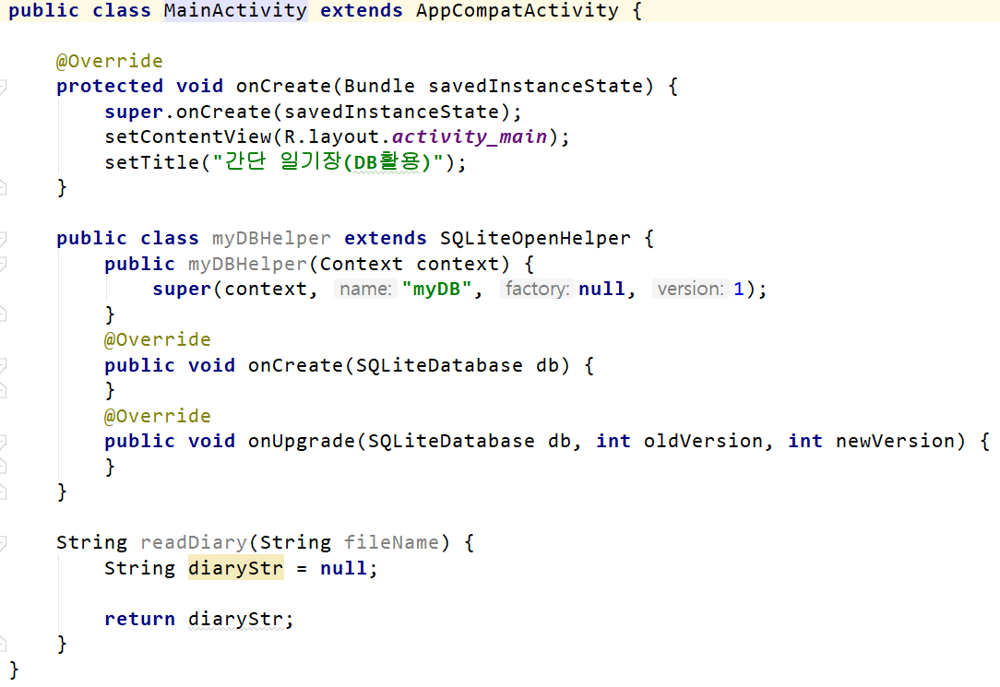 public class MainActivity extends AppCompatActivity {
@Override
protected void onCreate(Bundle savedInstanceState) {
super.onCreate(savedInstanceState);
setContentView(R.layout.activity_main);
setTitle("간단 일기장(DB활용)");
}
public class myDBHelper extends SQLiteOpenHelper {
public myDBHelper(Context context) {
super(context, name: "myDB", factory: null, version: 1);
}
@Override
public void onCreate(SQLiteDatabase db) {
}
@Override
public void onUpgrade(SQLiteDatabase db, int oldVersion, int newVersion) {
}
}
String readDiary(String fileName) {
String diaryStr = null;
return diaryStr;
}
}